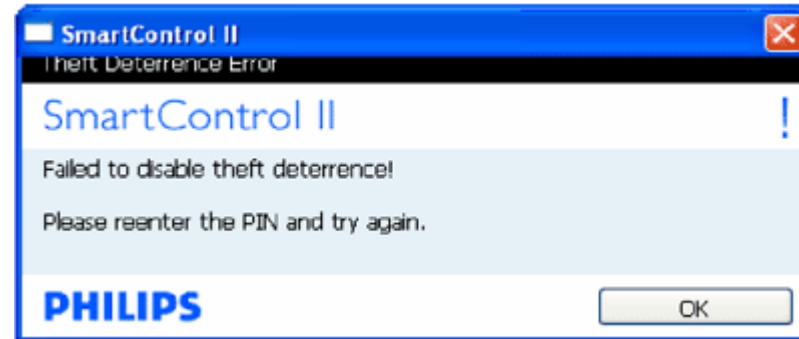 SmartControl II
Theft Deterrence Error
SmartControl II !
Failed to disable theft deterrence!
Please reenter the PIN and try again.
PHILIPS
OK